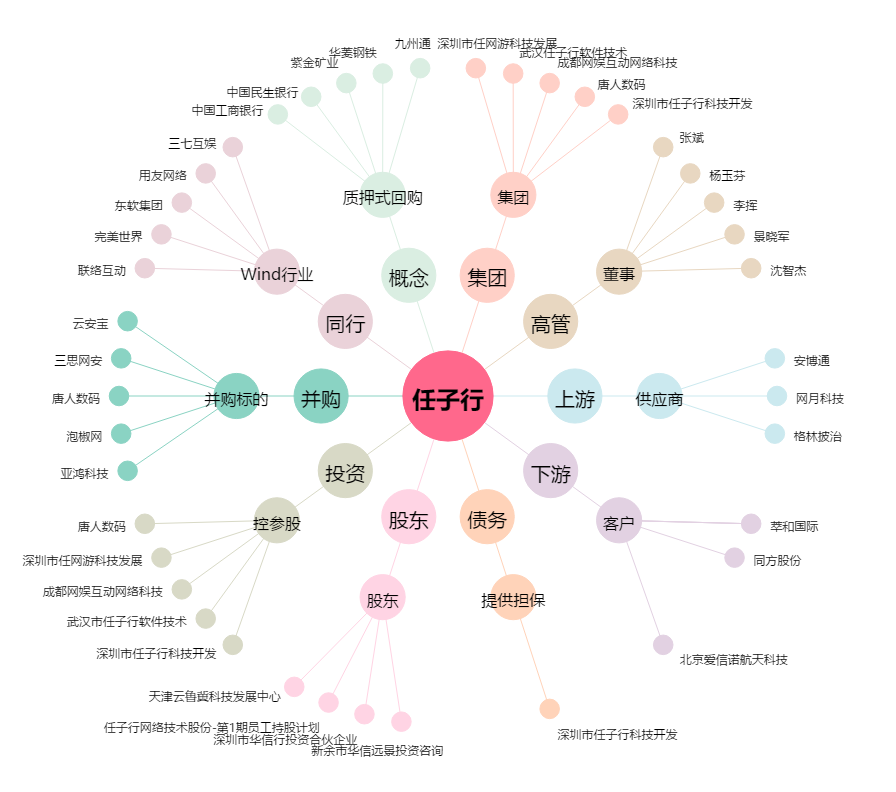 任子行
集团
集团
深圳市任网游科技发展
武汉任子行软件技术
成都网娱互动网络科技
唐人数码
深圳市任子行科技开发
高管
董事
张斌
杨玉芬
李挥
景晓军
沈智杰
上游
供应商
安博通
网月科技
格林披治
下游
客户
萃和国际
同方股份
北京爱信诺航天科技
债务
提供担保
深圳市任子行科技开发
股东
股东
新余市华信远景投资咨询
深圳市华信行投资合伙企业
任子行网络技术股份-第1期员工持股计划
天津云鲁冀科技发展中心
投资
控参股
唐人数码
深圳市任网游科技发展
成都网娱互动网络科技
武汉市任子行软件技术
深圳市任子行科技开发
并购
并购标的
云安宝
三思网安
唐人数码
泡椒网
亚鸿科技
同行
Wind行业
三七互娱
用友网络
东软集团
完美世界
联络互动
概念
质押式回购
九州通
华菱钢铁
紫金矿业
中国民生银行
中国工商银行